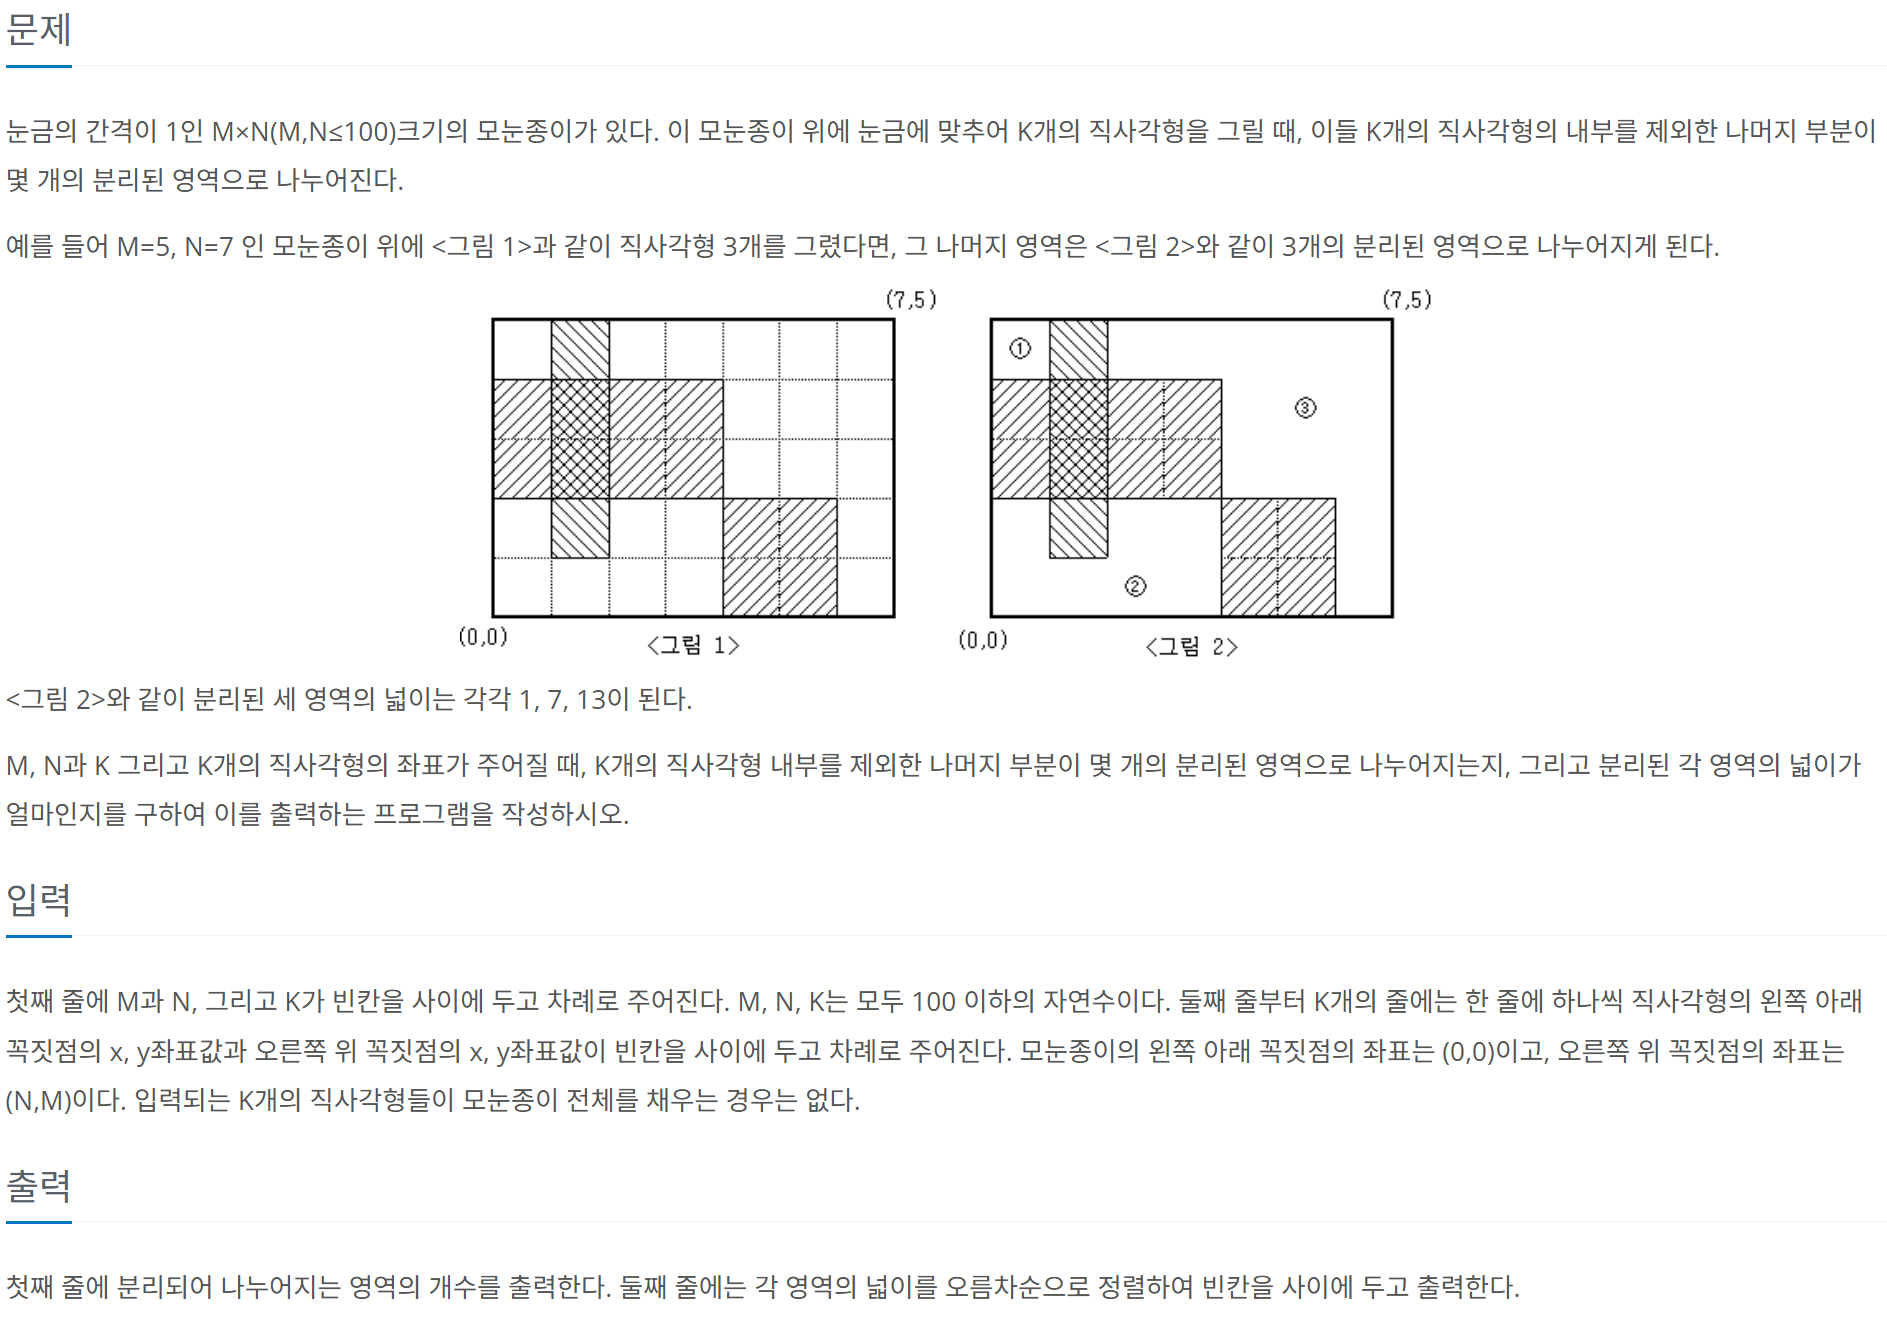 문제
눈금의 간격이 1인 M×N(M,N≤100)크기의 모눈종이가 있다. 이 모눈종이 위에 눈금에 맞추어 K개의 직사각형을 그릴 때, 이들 K개의 직사각형의 내부를 제외한 나머지 부분이
몇 개의 분리된 영역으로 나누어진다.
예를 들어 M=5, N=7 인 모눈종이 위에 <그림 1>과 같이 직사각형 3개를 그렸다면, 그 나머지 영역은 <그림 2>와 같이 3개의 분리된 영역으로 나누어지게 된다.
(7,5) (7,5)
①
③
②
(0,0) <그림 1> (0,0) <그림 2>
<그림 2>와 같이 분리된 세 영역의 넓이는 각각 1, 7, 13이 된다.
M, N과 K 그리고 K개의 직사각형의 좌표가 주어질 때, K개의 직사각형 내부를 제외한 나머지 부분이 몇 개의 분리된 영역으로 나누어지는지, 그리고 분리된 각 영역의 넓이가
얼마인지를 구하여 이를 출력하는 프로그램을 작성하시오.
입력
첫째 줄에 M과 N, 그리고 K가 빈칸을 사이에 두고 차례로 주어진다. M, N, K는 모두 100 이하의 자연수이다. 둘째 줄부터 K개의 줄에는 한 줄에 하나씩 직사각형의 왼쪽 아래
꼭짓점의 x, y좌표값과 오른쪽 위 꼭짓점의 x, y좌표값이 빈칸을 사이에 두고 차례로 주어진다. 모눈종이의 왼쪽 아래 꼭짓점의 좌표는 (0,0)이고, 오른쪽 위 꼭짓점의 좌표는
(N,M)이다. 입력되는 K개의 직사각형들이 모눈종이 전체를 채우는 경우는 없다.
출력
첫째 줄에 분리되어 나누어지는 영역의 개수를 출력한다. 둘째 줄에는 각 영역의 넓이를 오름차순으로 정렬하여 빈칸을 사이에 두고 출력한다.